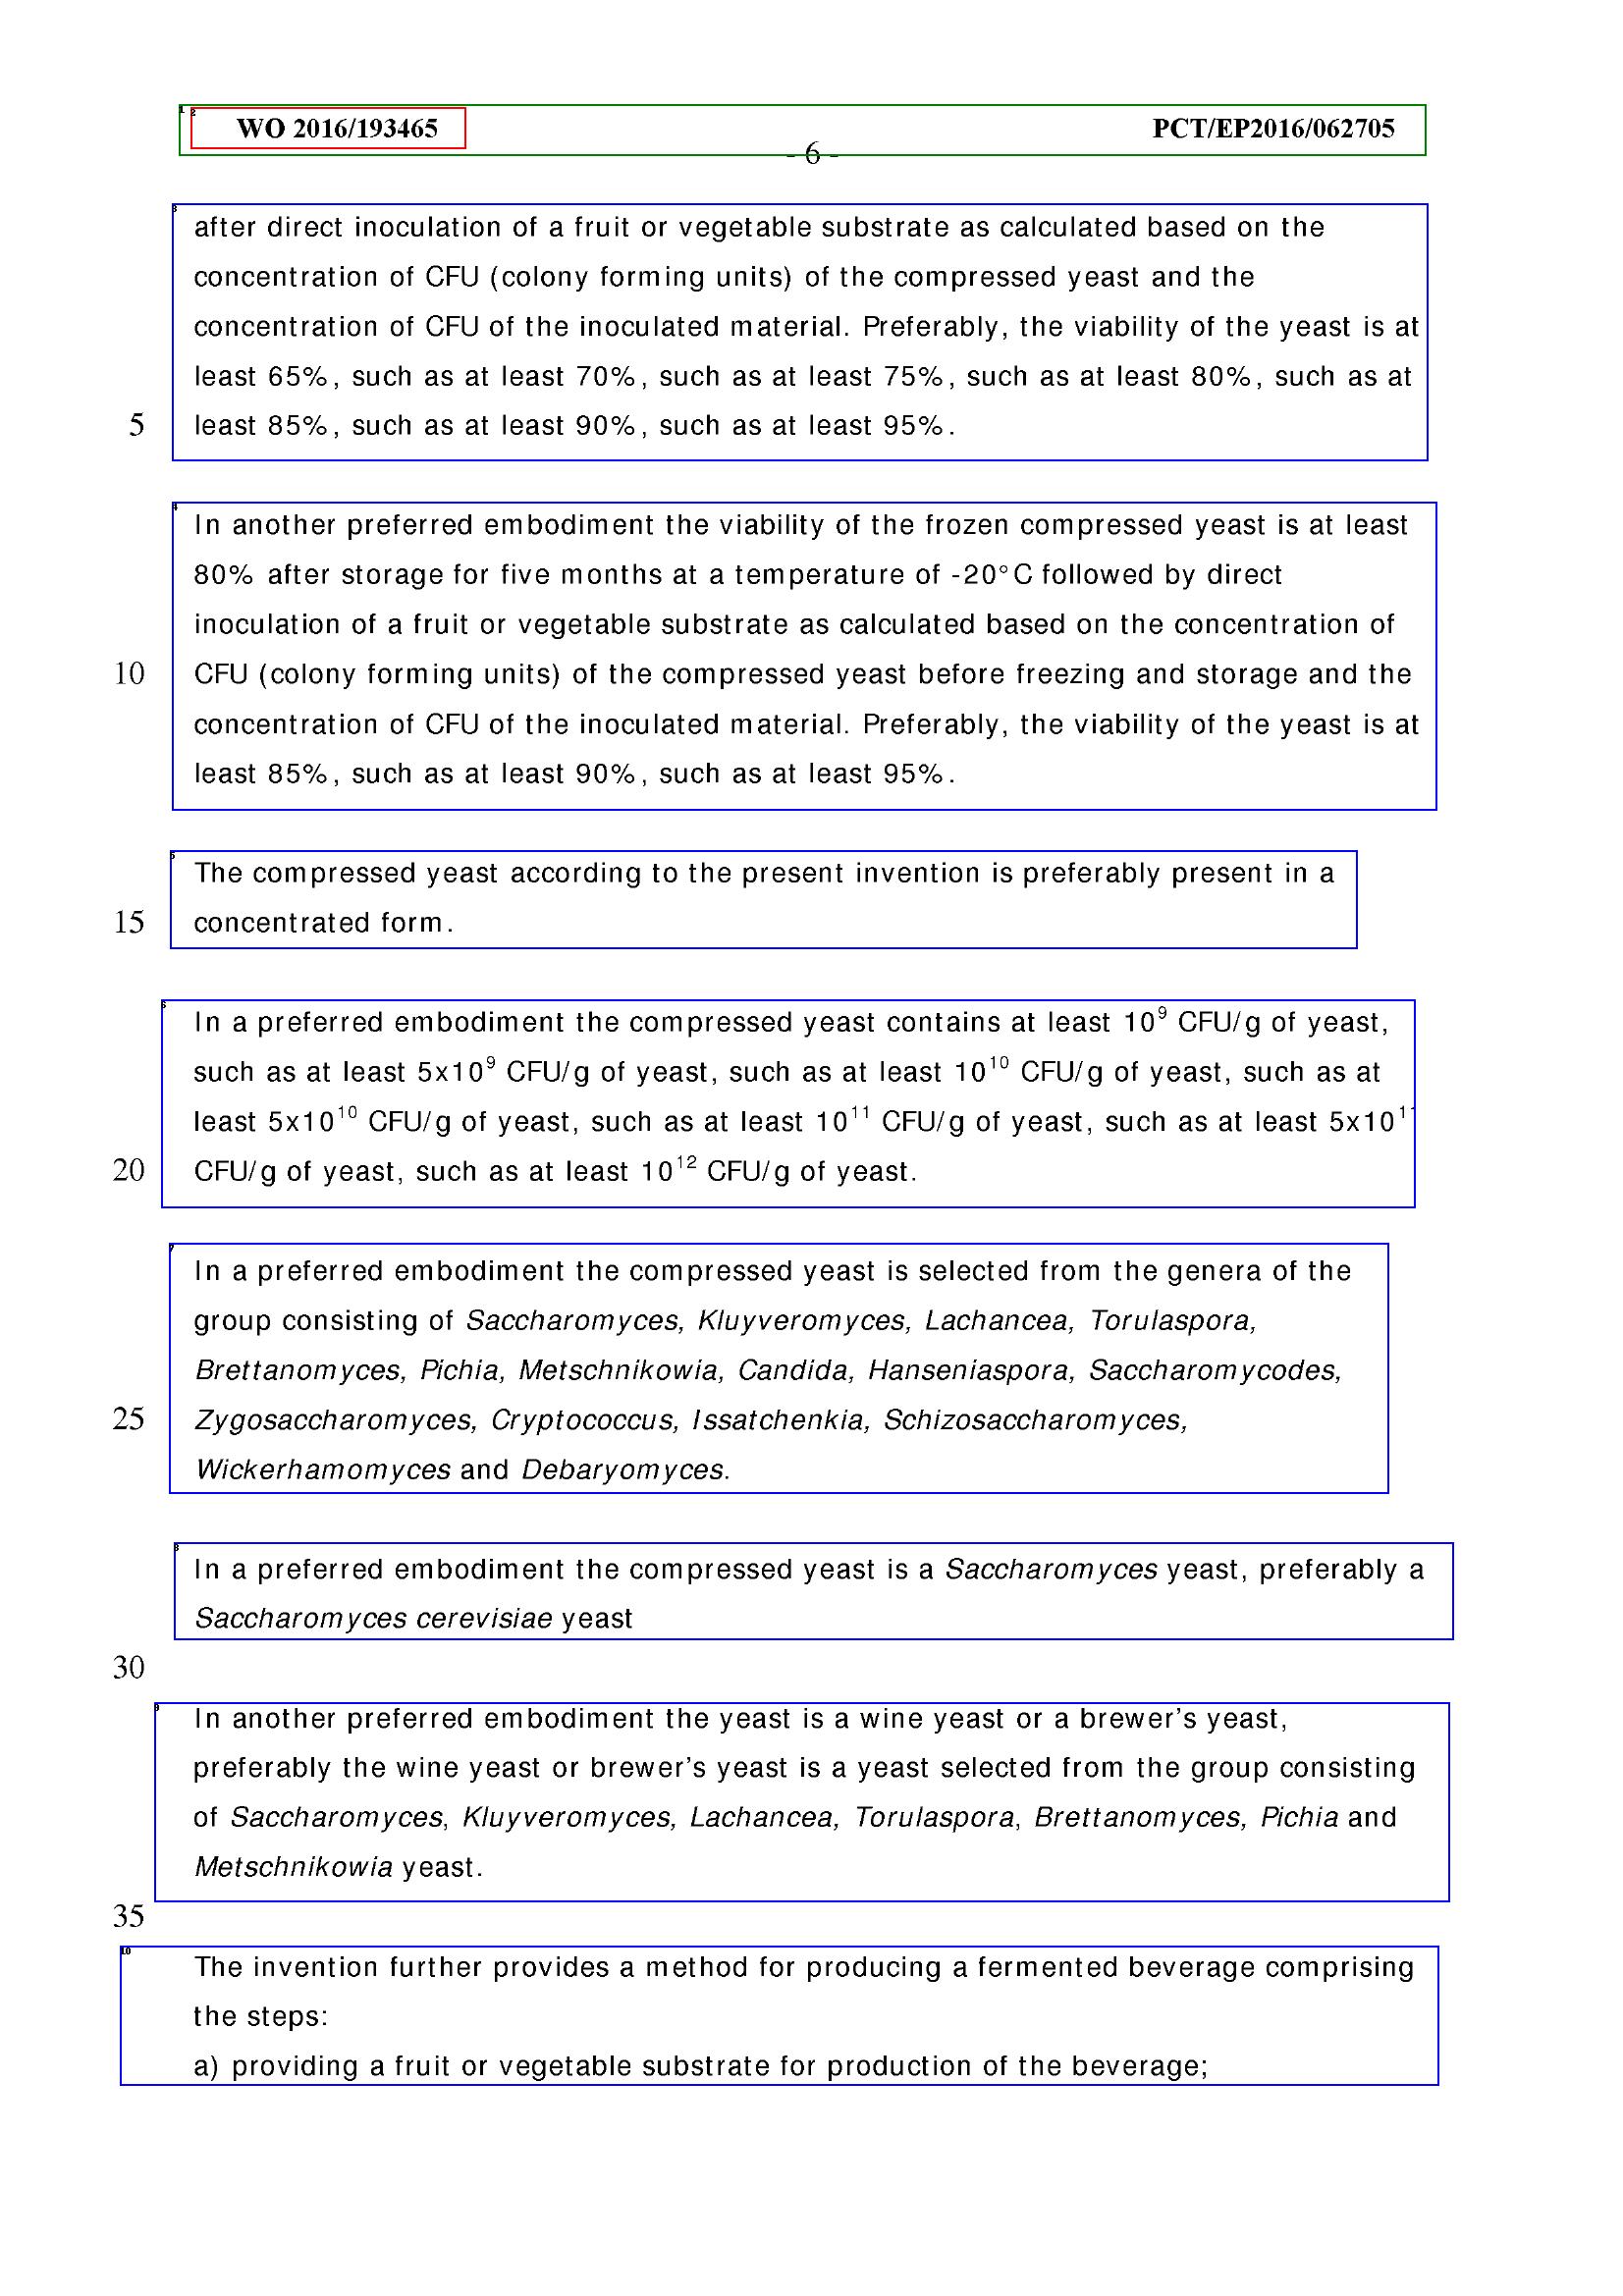 WO 2016/193465 PCT/EP2016/062705
- 6 -
after direct inoculation of a fruit or vegetable substrate as calculated based on the
concentration of CFU (colony forming units) of the compressed yeast and the
concentration of CFU of the inoculated material. Preferably, the viability of the yeast is at
least 65%, such as at least 70%, such as at least 75%, such as at least 80%, such as at
5 least 85%, such as at least 90%, such as at least 95%.
In another preferred embodiment the viability of the frozen compressed yeast is at least
80% after storage for five months at a temperature of -20°C followed by direct
inoculation of a fruit or vegetable substrate as calculated based on the concentration of
10 CFU (colony forming units) of the compressed yeast before freezing and storage and the
concentration of CFU of the inoculated material. Preferably, the viability of the yeast is at
least 85%, such as at least 90%, such as at least 95%.
The compressed yeast according to the present invention is preferably present in a
15 concentrated form.
In a preferred embodiment the compressed yeast contains at least 10⁹ CFU/g of yeast,
such as at least 5x10⁹ CFU/g of yeast, such as at least 10¹⁰ CFU/g of yeast, such as at
least 5x10¹⁰ CFU/g of yeast, such as at least 10¹¹ CFU/g of yeast, such as at least 5x10¹¹
20 CFU/g of yeast, such as at least 10¹² CFU/g of yeast.
In a preferred embodiment the compressed yeast is selected from the genera of the
group consisting of Saccharomyces, Kluyveromyces, Lachancea, Torulaspora,
Brettanomyces, Pichia, Metschnikowia, Candida, Hanseniaspora, Saccharomycodes,
25 Zygosaccharomyces, Cryptococcus, Issatchenkia, Schizosaccharomyces,
Wickerhamomyces and Debaryomyces.
In a preferred embodiment the compressed yeast is a Saccharomyces yeast, preferably a
Saccharomyces cerevisiae yeast
30
In another preferred embodiment the yeast is a wine yeast or a brewer's yeast,
preferably the wine yeast or brewer's yeast is a yeast selected from the group consisting
of Saccharomyces, Kluyveromyces, Lachancea, Torulaspora, Brettanomyces, Pichia and
Metschnikowia yeast.
35
The invention further provides a method for producing a fermented beverage comprising
the steps:
a) providing a fruit or vegetable substrate for production of the beverage;